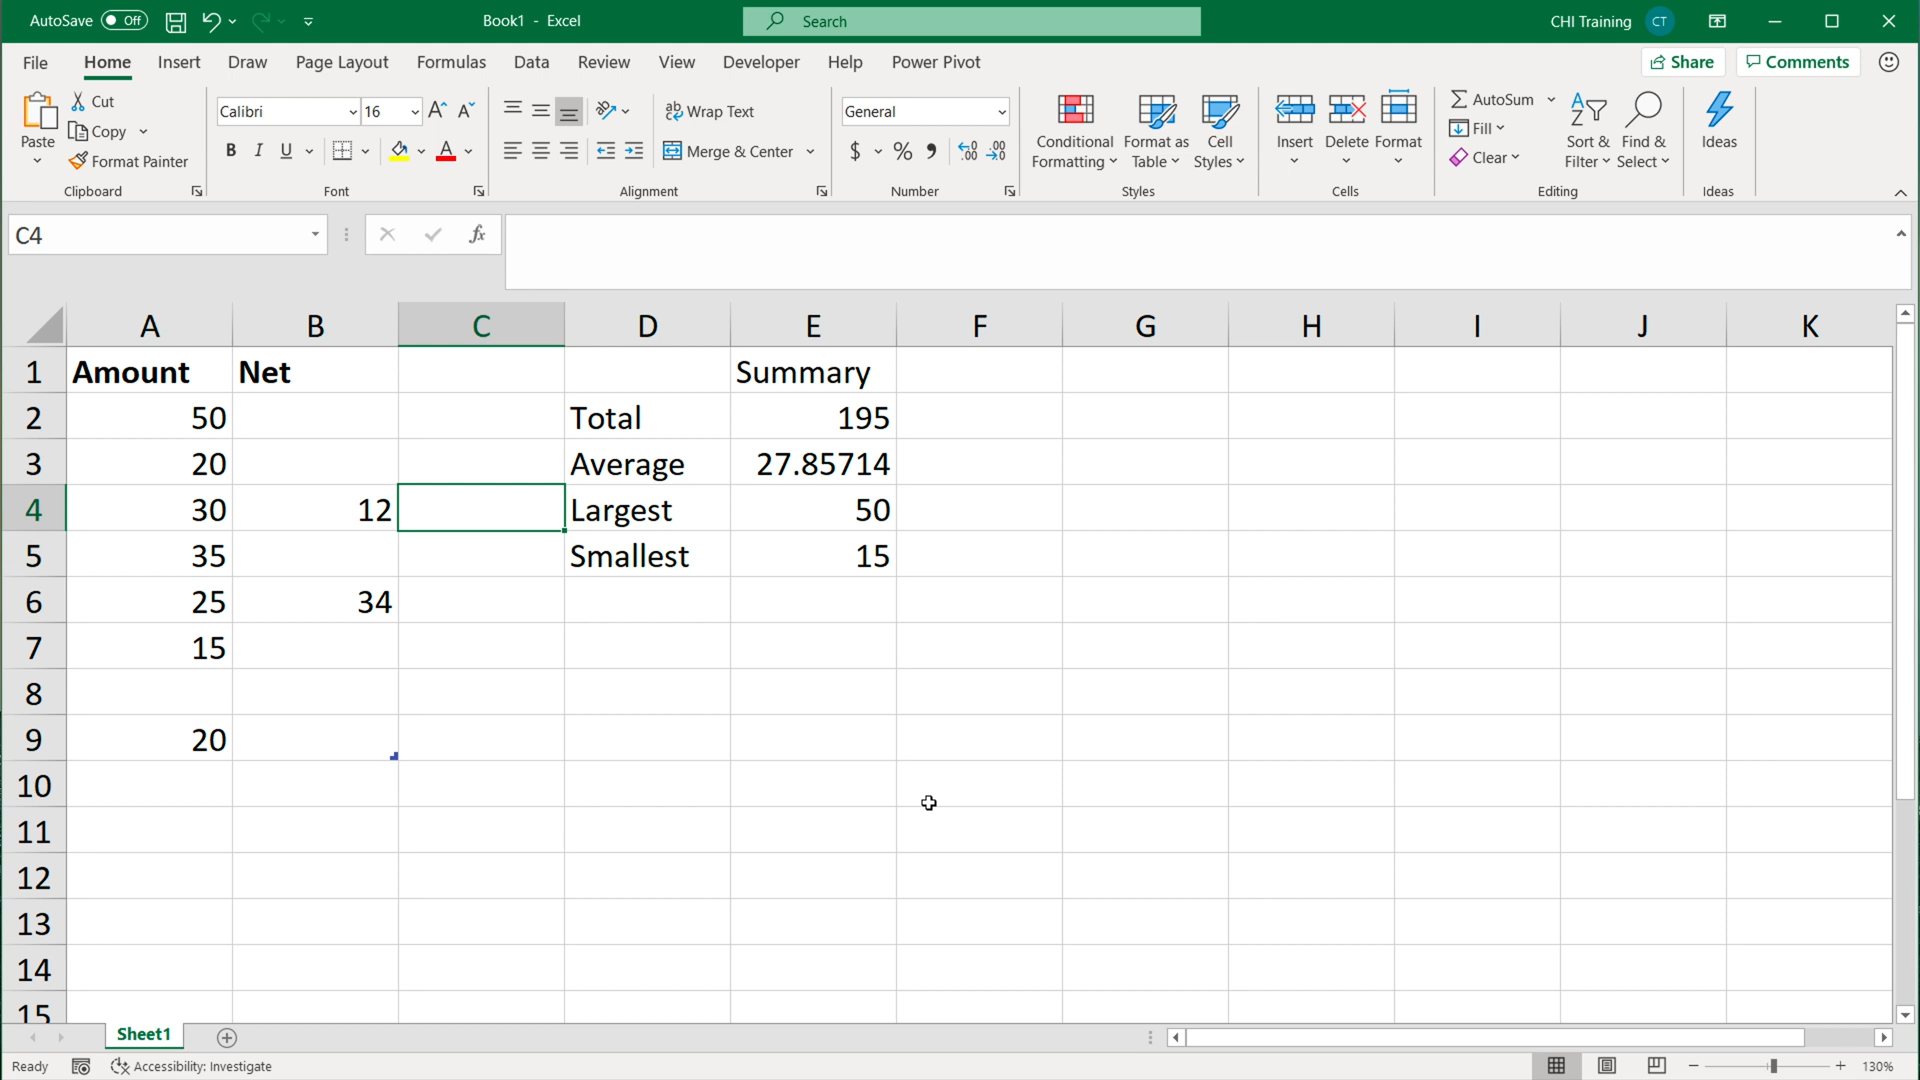 AutoSave Off Book1 - Excel Search CHI Training CT
File Home Insert Draw Page Layout Formulas Data Review View Developer Help Power Pivot Share Comments
Paste Cut Copy Format Painter Clipboard
Calibri 16 B I U A Font
ab Wrap Text Merge & Center Alignment
General $ % Number
Conditional Formatting Format as Table Cell Styles Styles
Insert Delete Format Cells
AutoSum Fill Clear Sort & Filter Find & Select Editing
Ideas Ideas
C4 fx
A B C D E F G H I J K
1 Amount Net Summary
2 50 Total 195
3 20 Average 27.85714
4 30 12 Largest 50
5 35 Smallest 15
6 25 34
7 15
8
9 20
10
11
12
13
14
15
Sheet1
Ready Accessibility: Investigate 130%